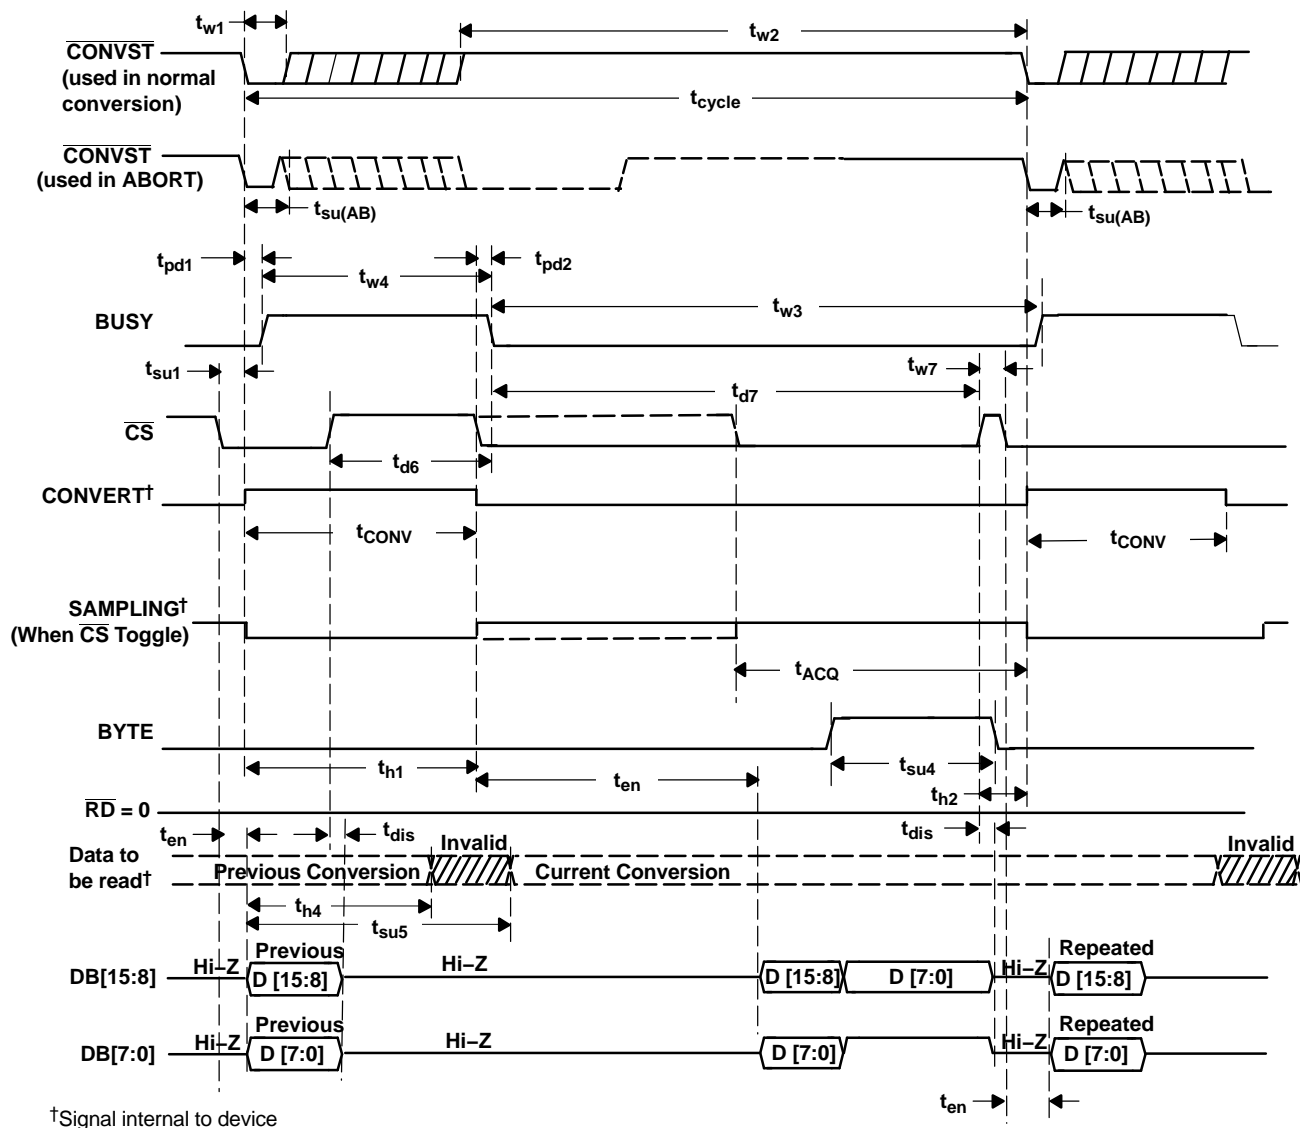 tw1
tw2
CONVST
(used in normal
conversion)
tcycle
CONVST
(used in ABORT)
tsu(AB)
tsu(AB)
tpd1
tw4
tpd2
tw3
BUSY
tsu1
tw7
td7
CS
td6
CONVERT†
tCONV
tCONV
SAMPLING†
(When CS Toggle)
tACQ
BYTE
th1
ten
tsu4
th2
RD = 0
ten
tdis
tdis
Data to
be read†
Invalid
Invalid
Previous Conversion
Current Conversion
th4
tsu5
Previous
Repeated
DB[15:8]
Hi–Z
D [15:8]
Hi–Z
D [15:8]
D [7:0]
Hi–Z
D [15:8]
Previous
Repeated
DB[7:0]
Hi–Z
D [7:0]
Hi–Z
D [7:0]
Hi–Z
D [7:0]
ten
†Signal internal to device